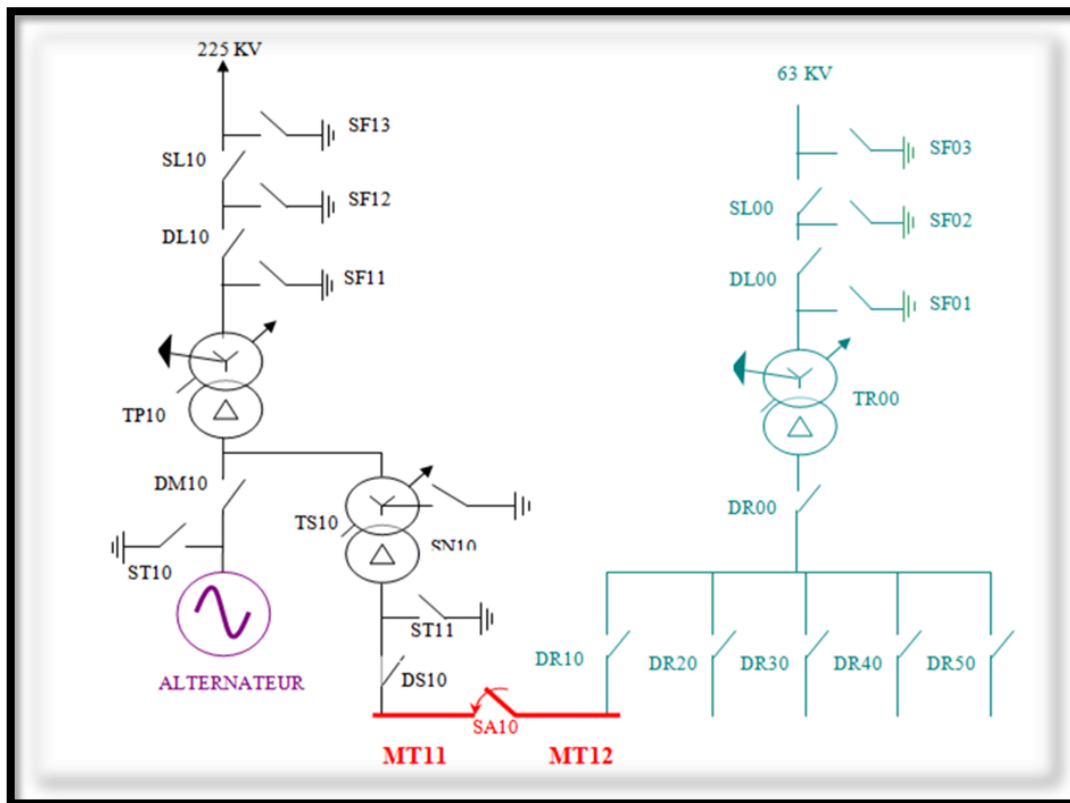 225 KV
63 KV
SF13
SF03
SL10
SF12
SL00
SF02
DL10
SF11
DL00
SF01
TP10
TR00
DM10
TS10
SN10
DR00
ST10
ST11
DR10
DR20
DR30
DR40
DR50
ALTERNATEUR
DS10
SA10
MT11
MT12